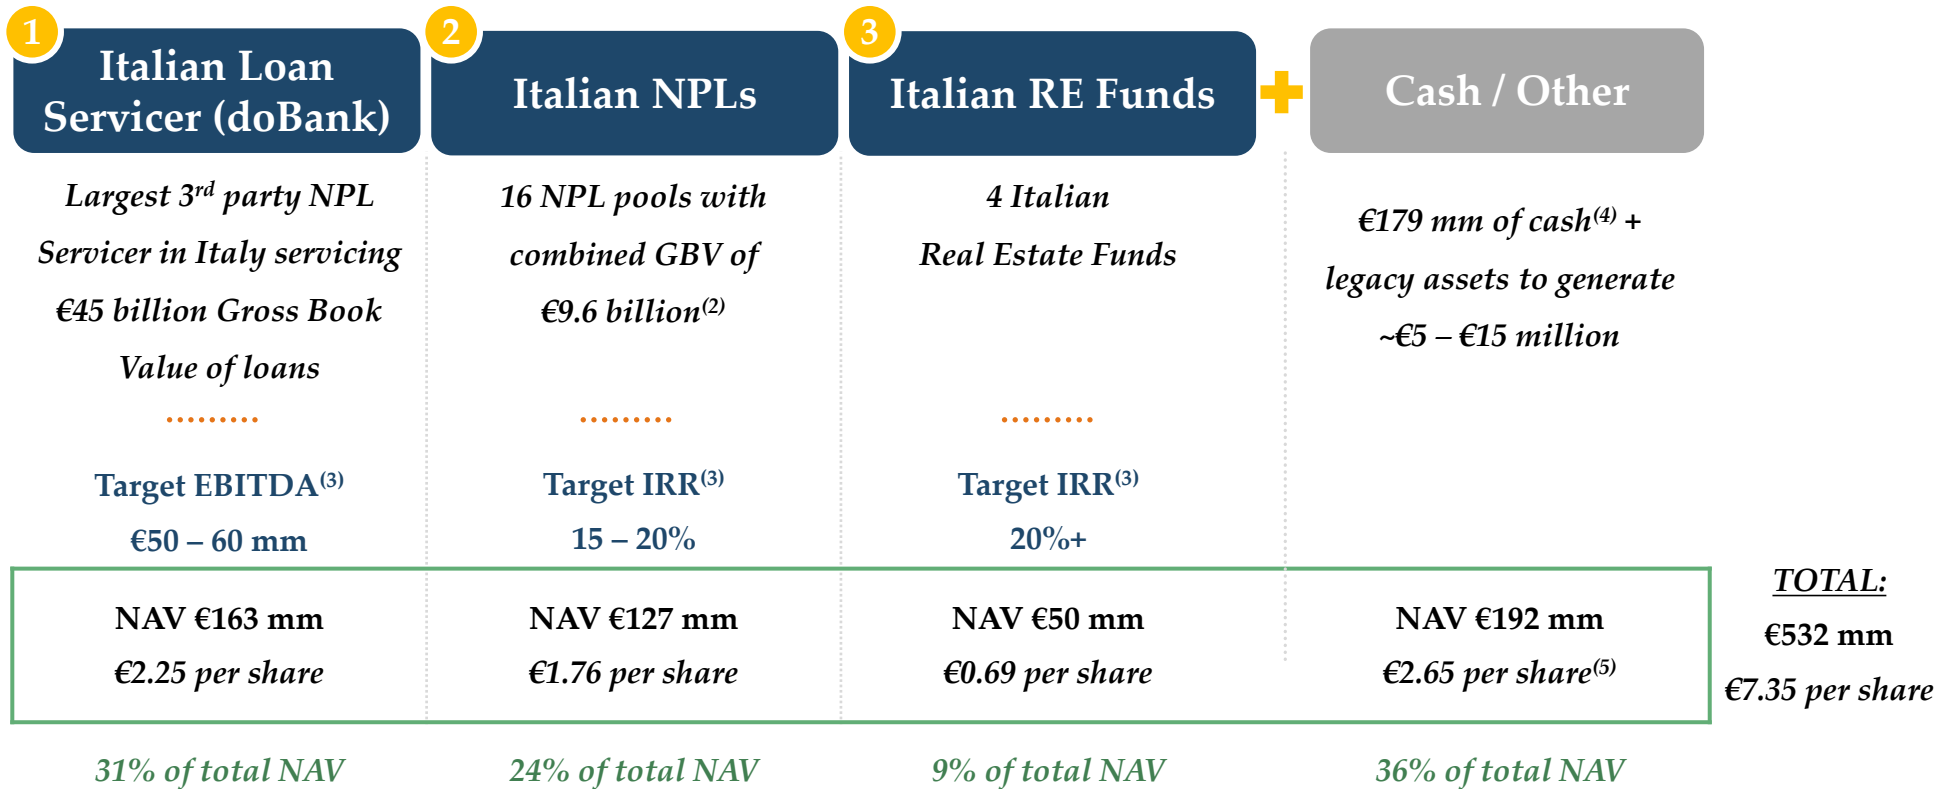 1
Italian Loan
Servicer (doBank)
Largest 3rd party NPL
Servicer in Italy servicing
€45 billion Gross Book
Value of loans
.........
Target EBITDA(3)
€50 – 60 mm
NAV €163 mm
€2.25 per share
31% of total NAV
2
Italian NPLs
16 NPL pools with
combined GBV of
€9.6 billion(2)
.........
Target IRR(3)
15 – 20%
NAV €127 mm
€1.76 per share
24% of total NAV
3
Italian RE Funds
4 Italian
Real Estate Funds
.........
Target IRR(3)
20%+
NAV €50 mm
€0.69 per share
9% of total NAV
Cash / Other
€179 mm of cash(4) +
legacy assets to generate
~€5 – €15 million
NAV €192 mm
€2.65 per share(5)
36% of total NAV
TOTAL:
€532 mm
€7.35 per share